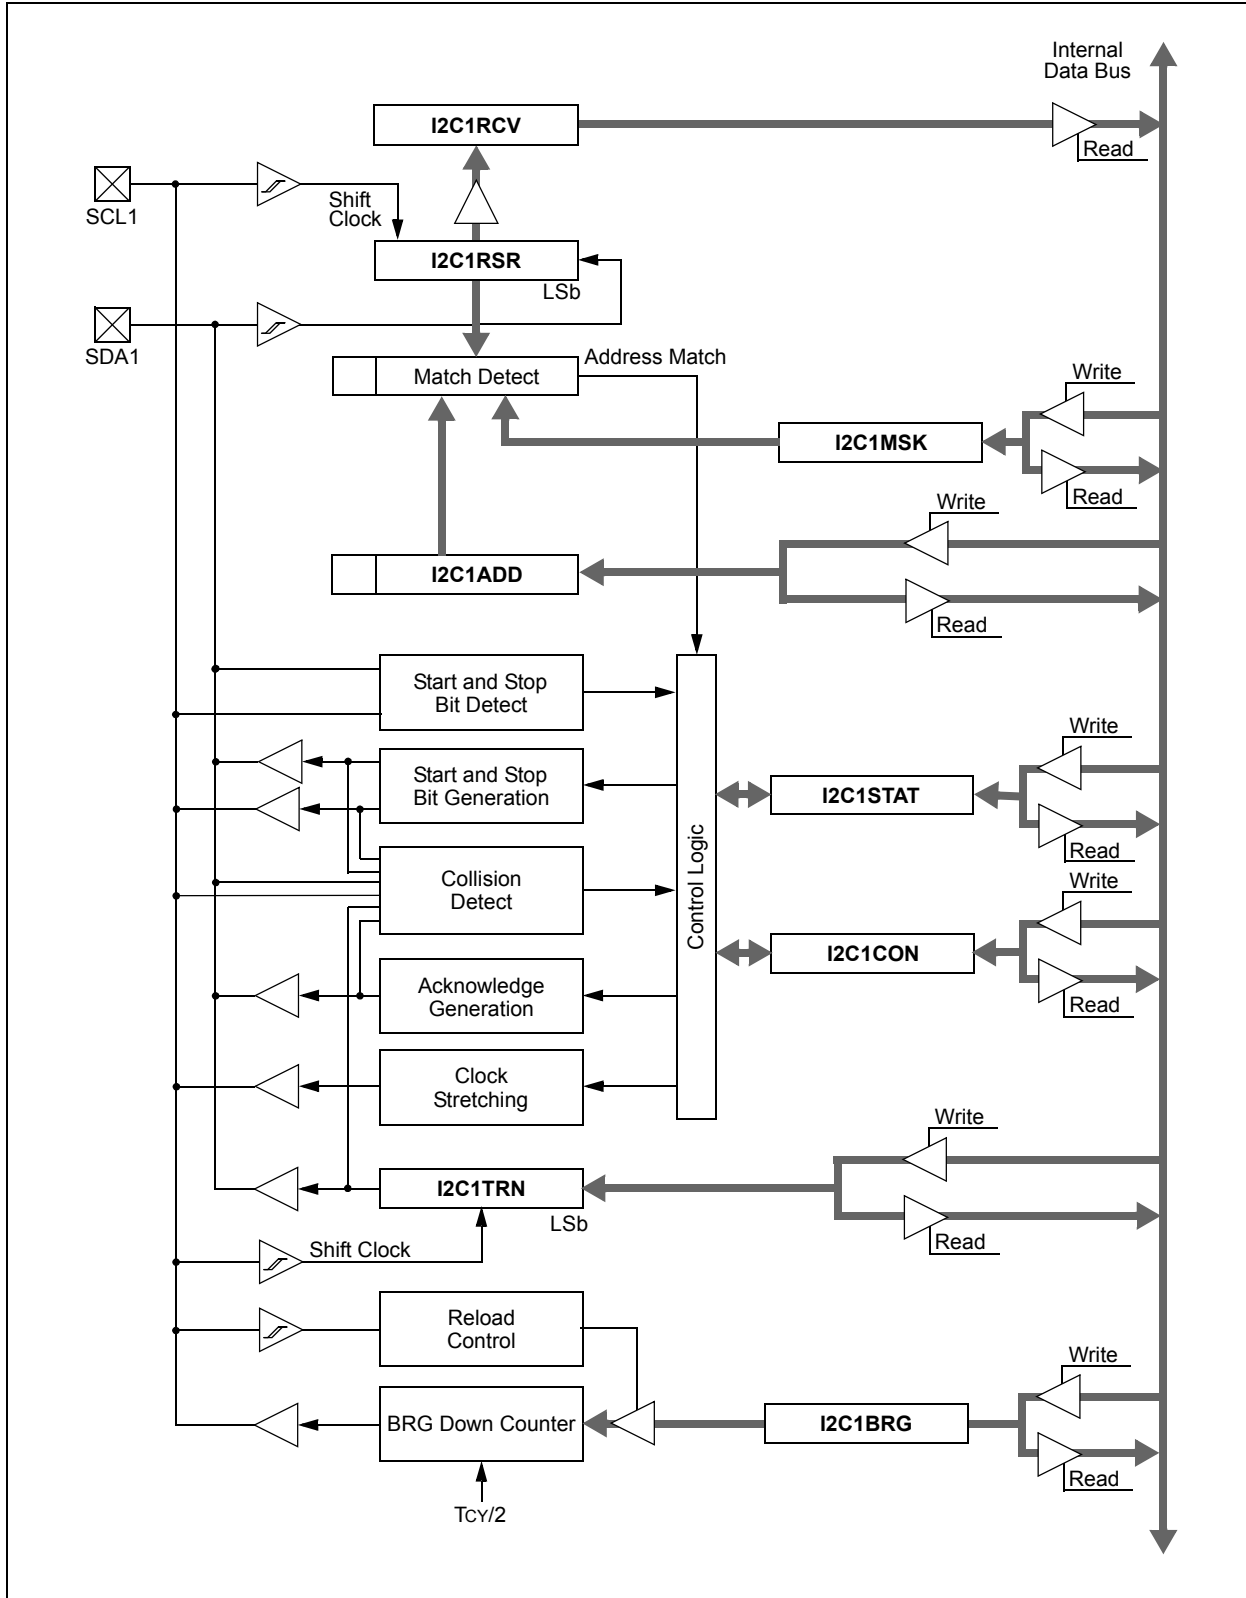 Internal
Data Bus
I2C1RCV
Read
SCL1
Shift
Clock
I2C1RSR
LSb
SDA1
Address Match
Match Detect
Write
I2C1MSK
Read
Write
I2C1ADD
Read
Start and Stop
Bit Detect
Write
Start and Stop
Bit Generation
I2C1STAT
Read
Control Logic
Collision
Detect
Write
I2C1CON
Read
Acknowledge
Generation
Clock
Stretching
Write
I2C1TRN
LSb
Read
Shift Clock
Reload
Control
Write
BRG Down Counter
I2C1BRG
Read
TCY/2